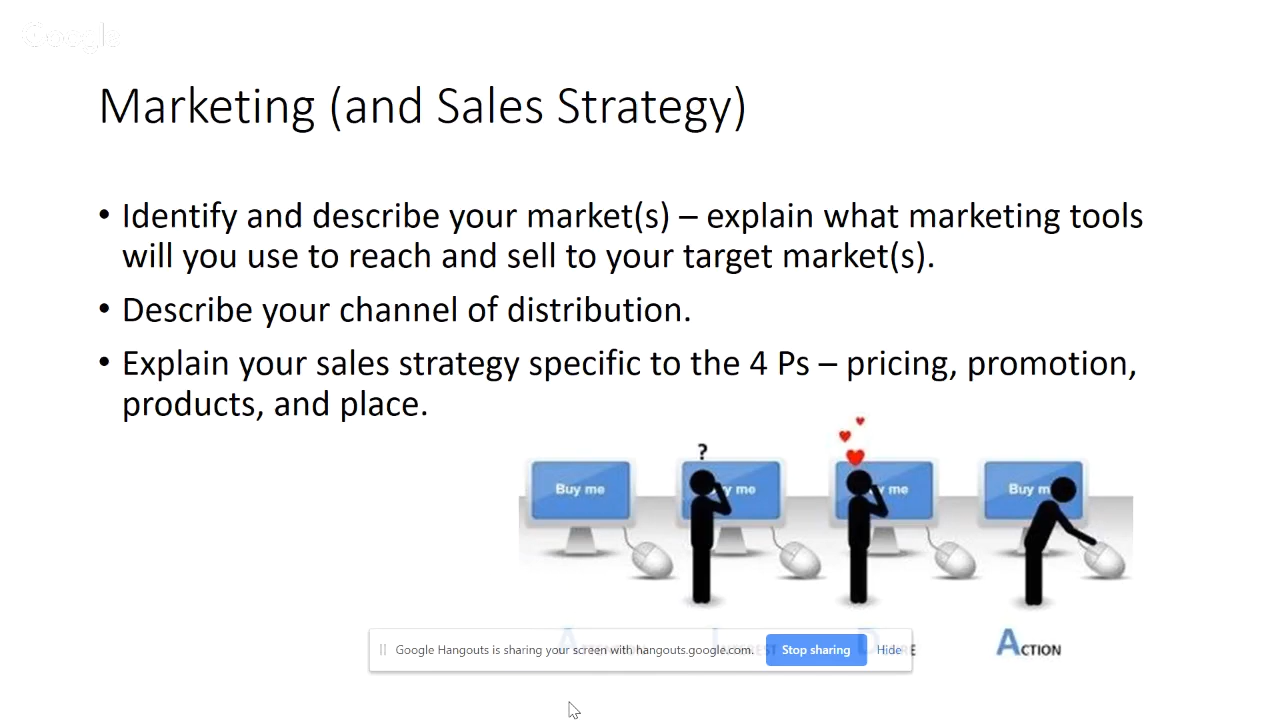 Google
Marketing (and Sales Strategy)
• Identify and describe your market(s) – explain what marketing tools
will you use to reach and sell to your target market(s).
• Describe your channel of distribution.
• Explain your sales strategy specific to the 4 Ps – pricing, promotion,
products, and place.
?
Buy me
y me
y me
Buy m
Google Hangouts is sharing your screen with hangouts.google.com.
Stop sharing
Hide
ACTION